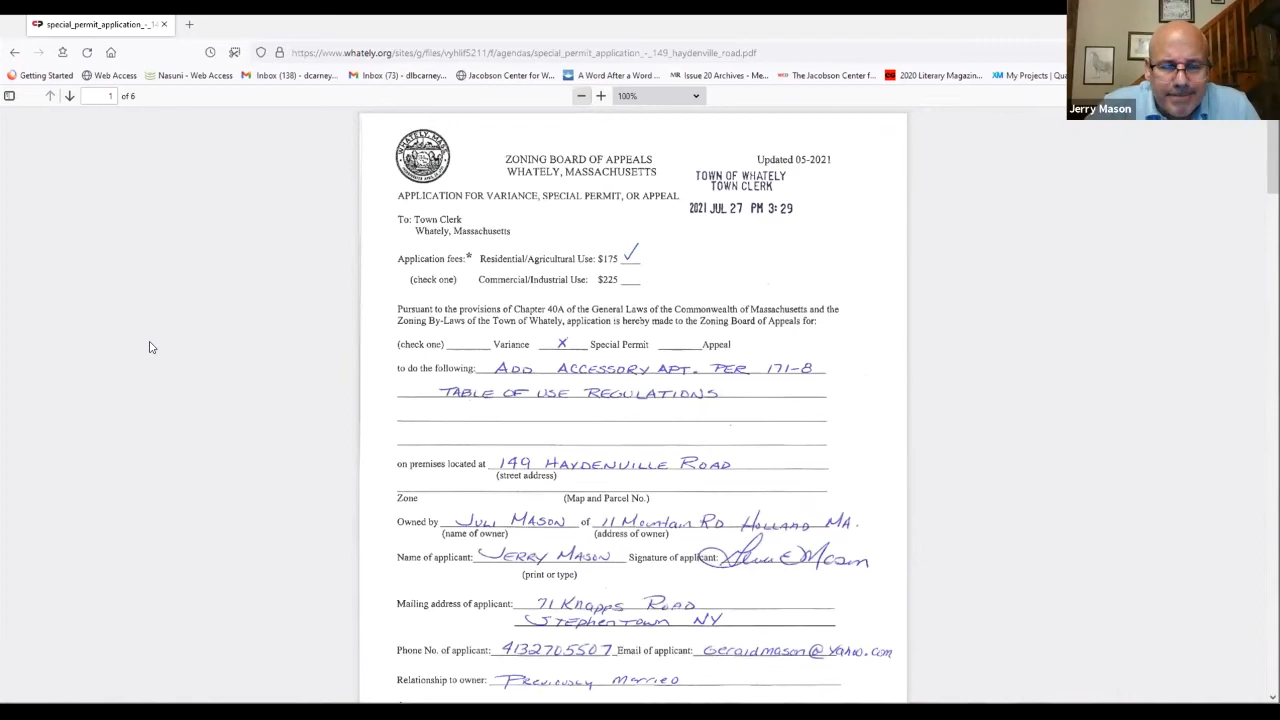 special_permit_application_-_14
https://www.whately.org/sites/g/files/vyhlif5211/f/agendas/special_permit_application_-_149_haydenville_road.pdf
Getting Started
Web Access
Nasuni - Web Access
Inbox (138) - dcarney...
Inbox (73) - dlbcarney...
Jacobson Center for W...
A Word After a Word ...
Issue 20 Archives - Me...
The Jacobson Center f...
2020 Literary Magazin...
My Projects | Qu
1 of 6
100%
Jerry Mason
ZONING BOARD OF APPEALS
WHATELY, MASSACHUSETTS
Updated 05-2021
TOWN OF WHATELY
TOWN CLERK
2021 JUL 27 PM 3:29
APPLICATION FOR VARIANCE, SPECIAL PERMIT, OR APPEAL
To: Town Clerk
Whately, Massachusetts
Application fees:* Residential/Agricultural Use: $175 ✓
(check one) Commercial/Industrial Use: $225 ___
Pursuant to the provisions of Chapter 40A of the General Laws of the Commonwealth of Massachusetts and the
Zoning By-Laws of the Town of Whately, application is hereby made to the Zoning Board of Appeals for:
(check one) ______ Variance X Special Permit ______ Appeal
to do the following: ADD ACCESSORY APT. PER 171-8
TABLE OF USE REGULATIONS
on premises located at 149 HAYDENVILLE ROAD
(street address)
Zone (Map and Parcel No.)
Owned by JULI MASON of 11 Mountain RD HOLLAND MA.
(name of owner) (address of owner)
Name of applicant: JERRY MASON Signature of applicant:
(print or type)
Mailing address of applicant: 71 Knapps ROAD
STephenTown NY
Phone No. of applicant: 4132705507 Email of applicant: Geraldmason@yahoo.com
Relationship to owner: Previously Married